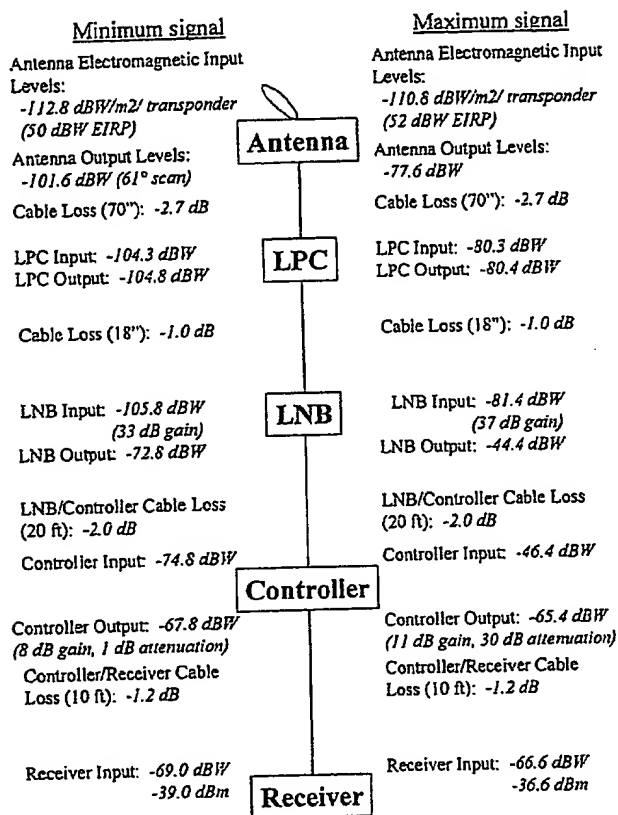 Minimum signal
Antenna Electromagnetic Input
Levels:
-112.8 dBW/m2/ transponder
(50 dBW EIRP)
Antenna Output Levels:
-101.6 dBW (61° scan)
Cable Loss (70"): -2.7 dB
LPC Input: -104.3 dBW
LPC Output: -104.8 dBW
Cable Loss (18"): -1.0 dB
LNB Input: -105.8 dBW
(33 dB gain)
LNB Output: -72.8 dBW
LNB/Controller Cable Loss
(20 ft): -2.0 dB
Controller Input: -74.8 dBW
Controller Output: -67.8 dBW
(8 dB gain, 1 dB attenuation)
Controller/Receiver Cable
Loss (10 ft): -1.2 dB
Receiver Input: -69.0 dBW
-39.0 dBm
Antenna
LPC
LNB
Controller
Receiver
Maximum signal
Antenna Electromagnetic Input
Levels:
-110.8 dBW/m2/ transponder
(52 dBW EIRP)
Antenna Output Levels:
-77.6 dBW
Cable Loss (70"): -2.7 dB
LPC Input: -80.3 dBW
LPC Output: -80.4 dBW
Cable Loss (18"): -1.0 dB
LNB Input: -81.4 dBW
(37 dB gain)
LNB Output: -44.4 dBW
LNB/Controller Cable Loss
(20 ft): -2.0 dB
Controller Input: -46.4 dBW
Controller Output: -65.4 dBW
(11 dB gain, 30 dB attenuation)
Controller/Receiver Cable
Loss (10 ft): -1.2 dB
Receiver Input: -66.6 dBW
-36.6 dBm